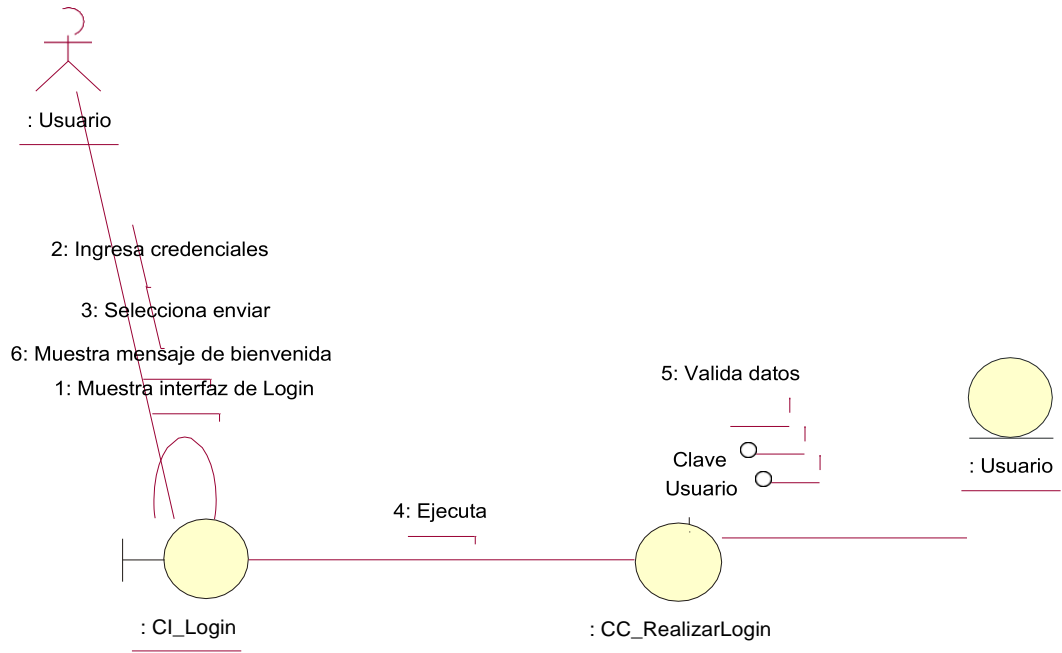 : Usuario
2: Ingresa credenciales
3: Selecciona enviar
6: Muestra mensaje de bienvenida
1: Muestra interfaz de Login
5: Valida datos
Clave
Usuario
: Usuario
4: Ejecuta
: CI_Login
: CC_RealizarLogin